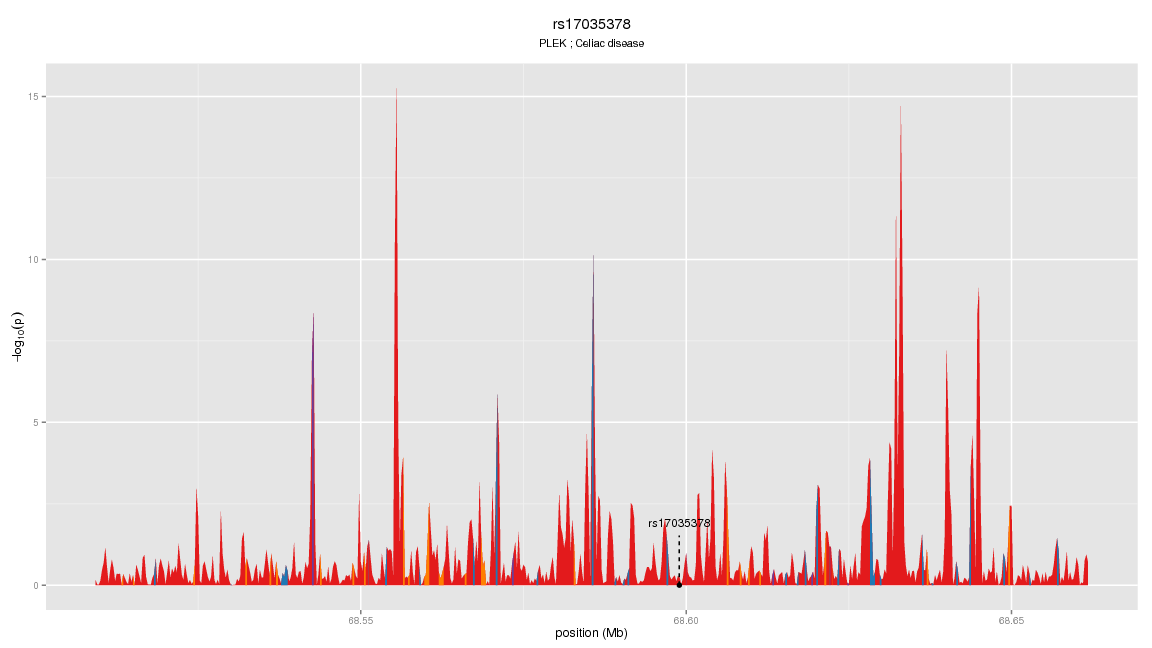 rs17035378
PLEK ; Celiac disease
15
10
5
0
−log10(p)
rs17035378
68.55
68.60
68.65
position (Mb)